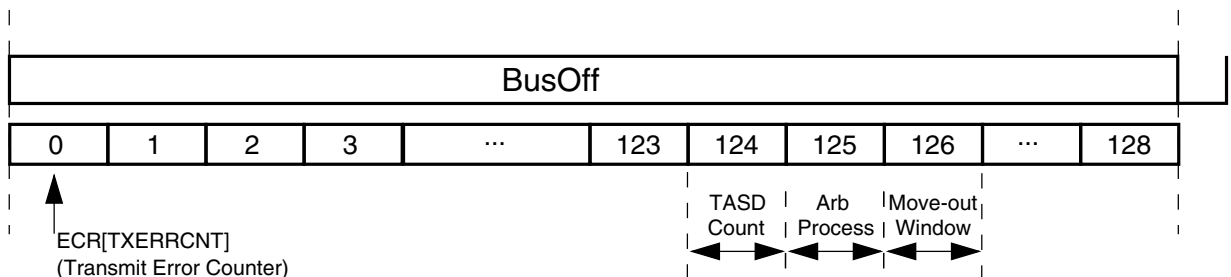 BusOff
0 1 2 3 ... 123 124 125 126 ... 128
TASD Count
Arb Process
Move-out Window
ECR[TXERRCNT]
(Transmit Error Counter)